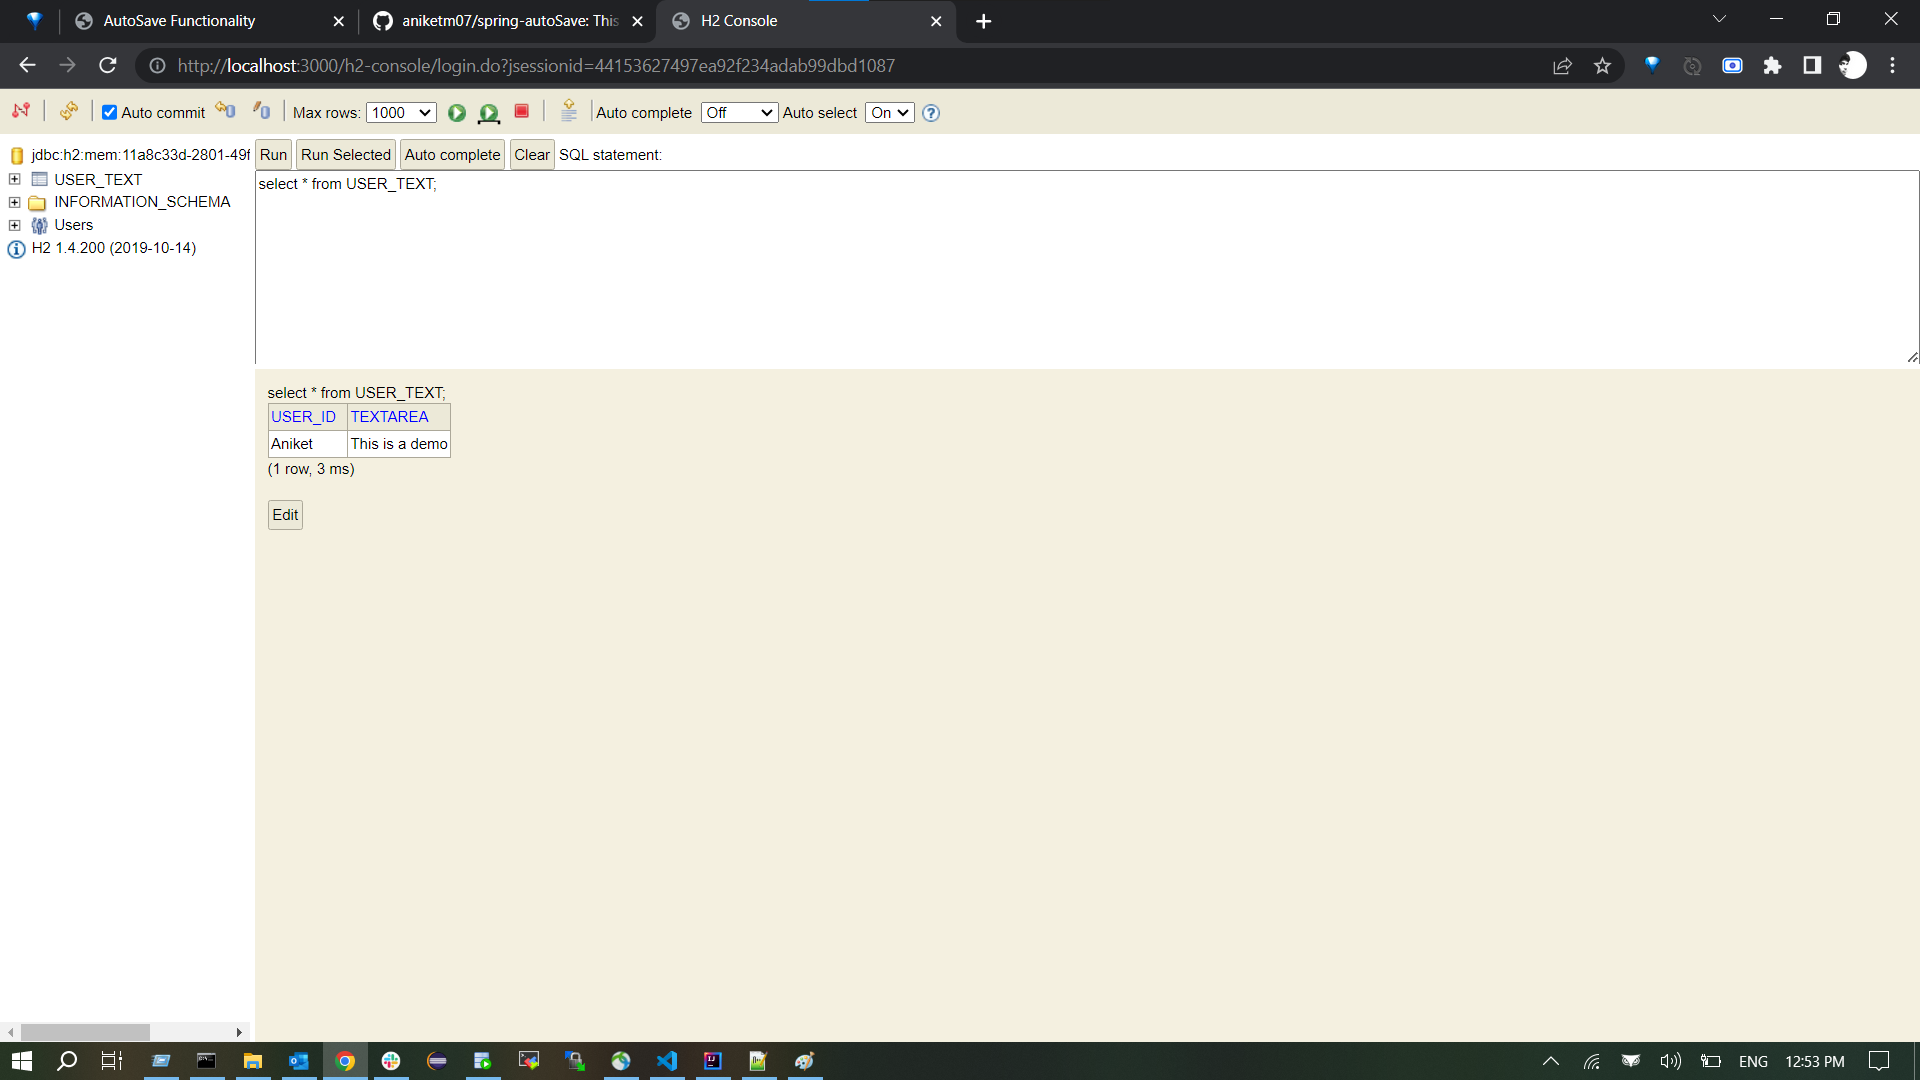 AutoSave Functionality
aniketm07/spring-autoSave: This
H2 Console
http://localhost:3000/h2-console/login.do?jsessionid=44153627497ea92f234adab99dbd1087
Auto commit Max rows: 1000 Auto complete Off Auto select On
jdbc:h2:mem:11a8c33d-2801-49f
USER_TEXT
INFORMATION_SCHEMA
Users
H2 1.4.200 (2019-10-14)
Run Run Selected Auto complete Clear SQL statement:
select * from USER_TEXT;
select * from USER_TEXT;
USER_ID TEXTAREA
Aniket This is a demo
(1 row, 3 ms)
Edit
ENG 12:53 PM